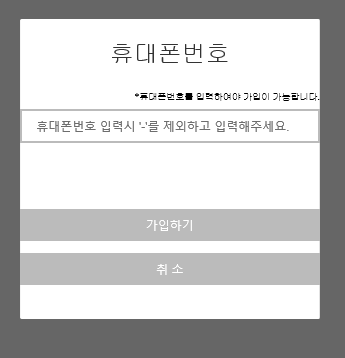 휴대폰번호
*휴대폰번호를 입력하여야 가입이 가능합니다.
휴대폰번호 입력시 '-'를 제외하고 입력해주세요.
가입하기
취 소